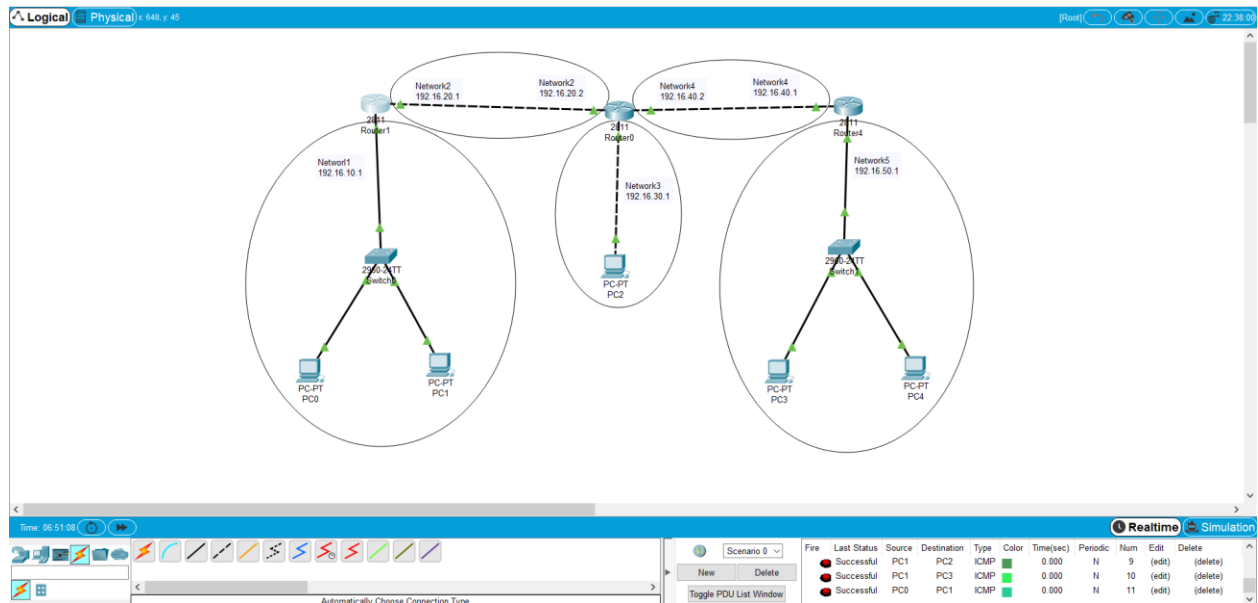 Logical Physical x: 648, y: 45 [Root] 22:38:00
Network2
192.16.20.1
Network2
192.16.20.2
Network4
192.16.40.2
Network4
192.16.40.1
2811
Router1
2811
Router0
2811
Router4
Networl1
192.16.10.1
Network3
192.16.30.1
Network5
192.16.50.1
2960-24TT
Switch0
PC-PT
PC2
2960-24TT
PC-PT
PC0
PC-PT
PC1
PC-PT
PC3
PC-PT
PC4
Time: 06:51:08 Realtime Simulation
Scenario 0
New Delete
Toggle PDU List Window
Fire Last Status Source Destination Type Color Time(sec) Periodic Num Edit Delete
Successful PC1 PC2 ICMP 0.000 N 9 (edit) (delete)
Successful PC1 PC3 ICMP 0.000 N 10 (edit) (delete)
Successful PC0 PC1 ICMP 0.000 N 11 (edit) (delete)
Automatically Choose Connection Type